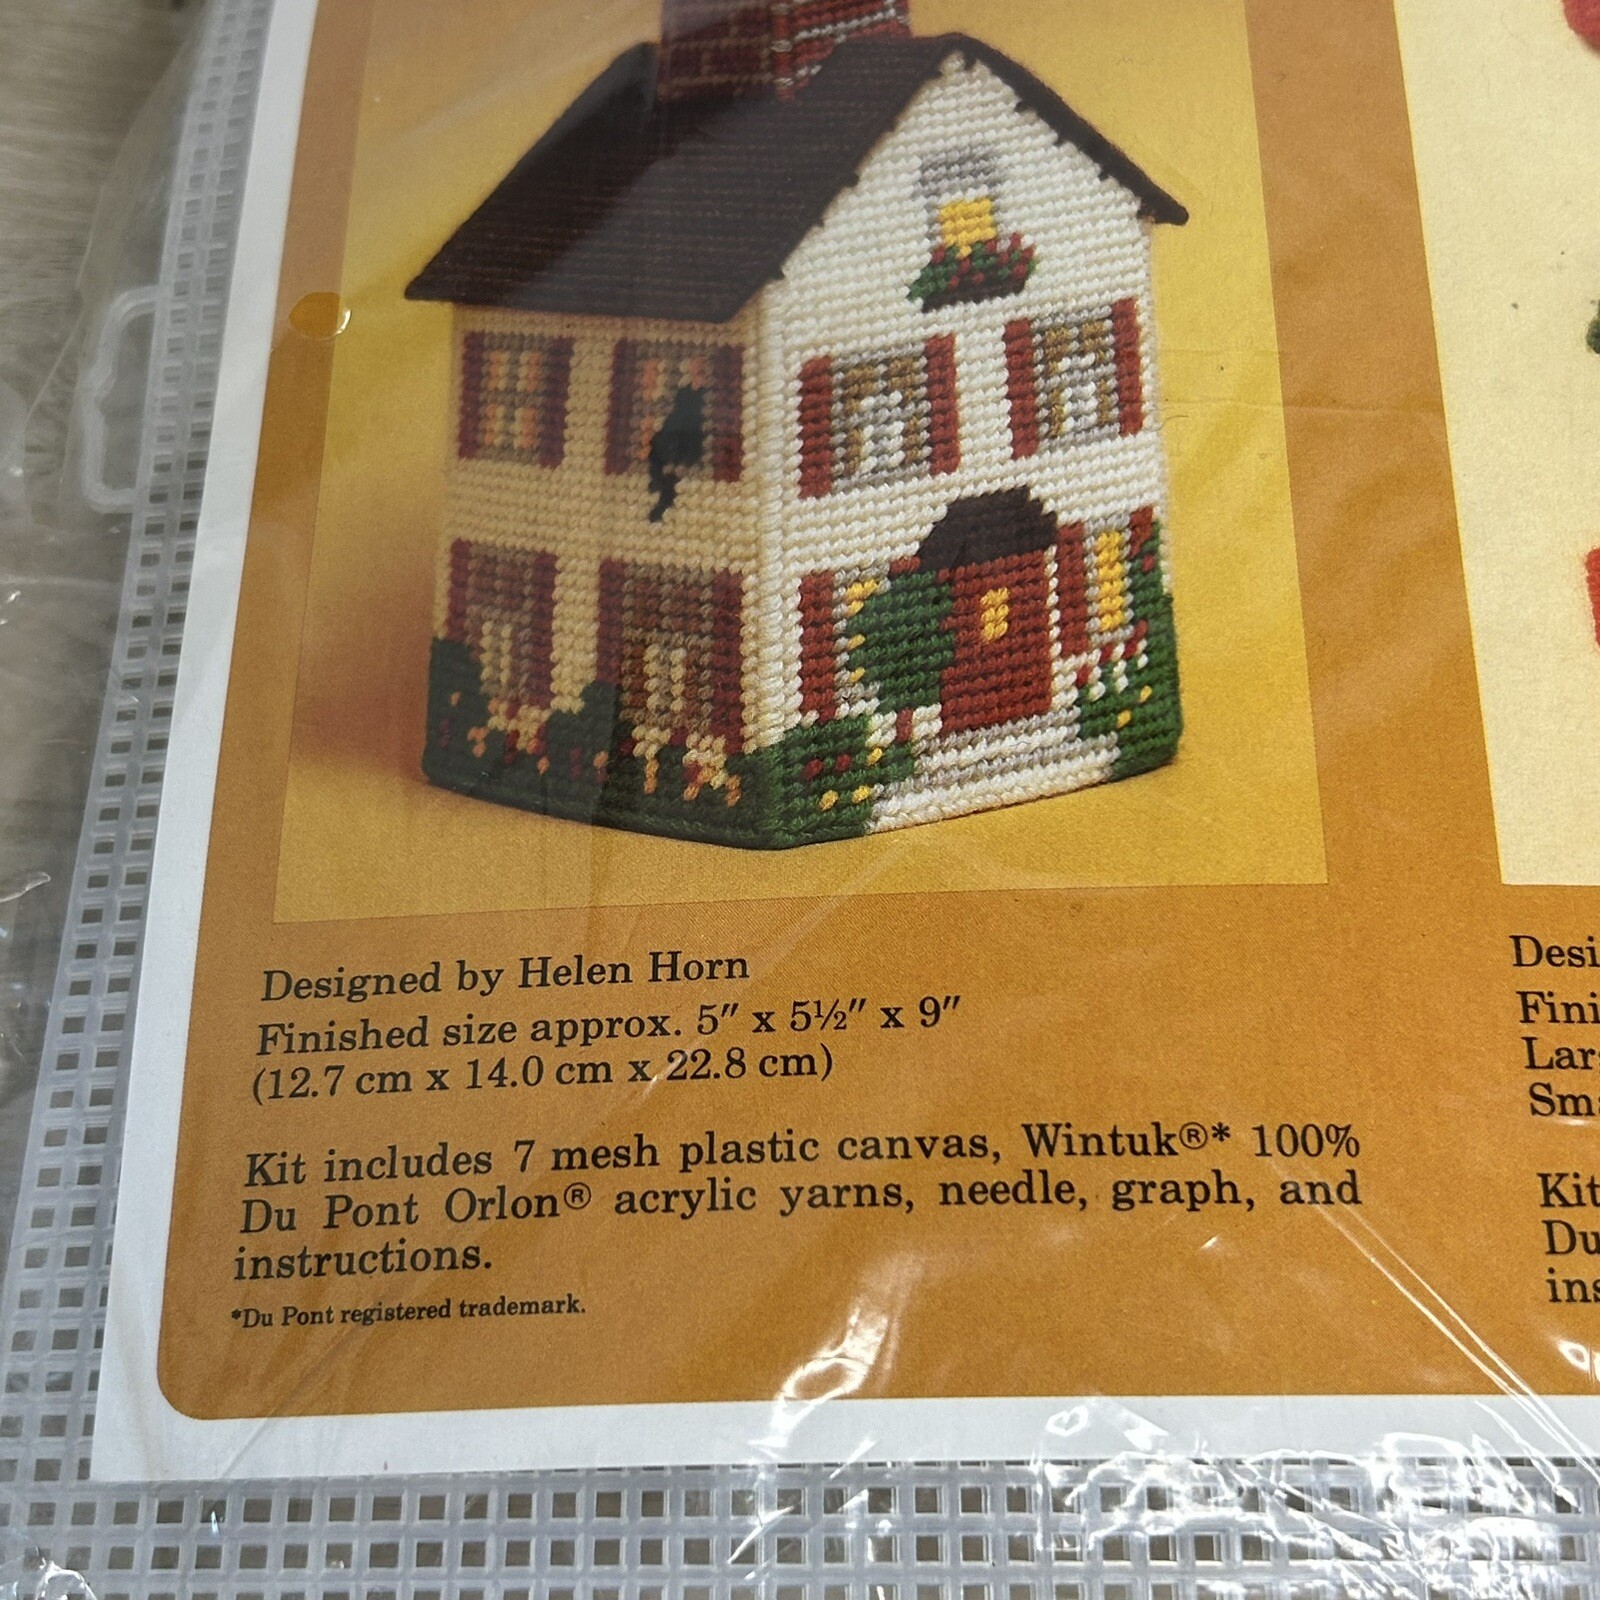 Designed by Helen Horn
Finished size approx. 5" x 5½" x 9"
(12.7 cm x 14.0 cm x 22.8 cm)
Kit includes 7 mesh plastic canvas, Wintuk®* 100%
Du Pont Orlon® acrylic yarns, needle, graph, and
instructions.
*Du Pont registered trademark.
Kit